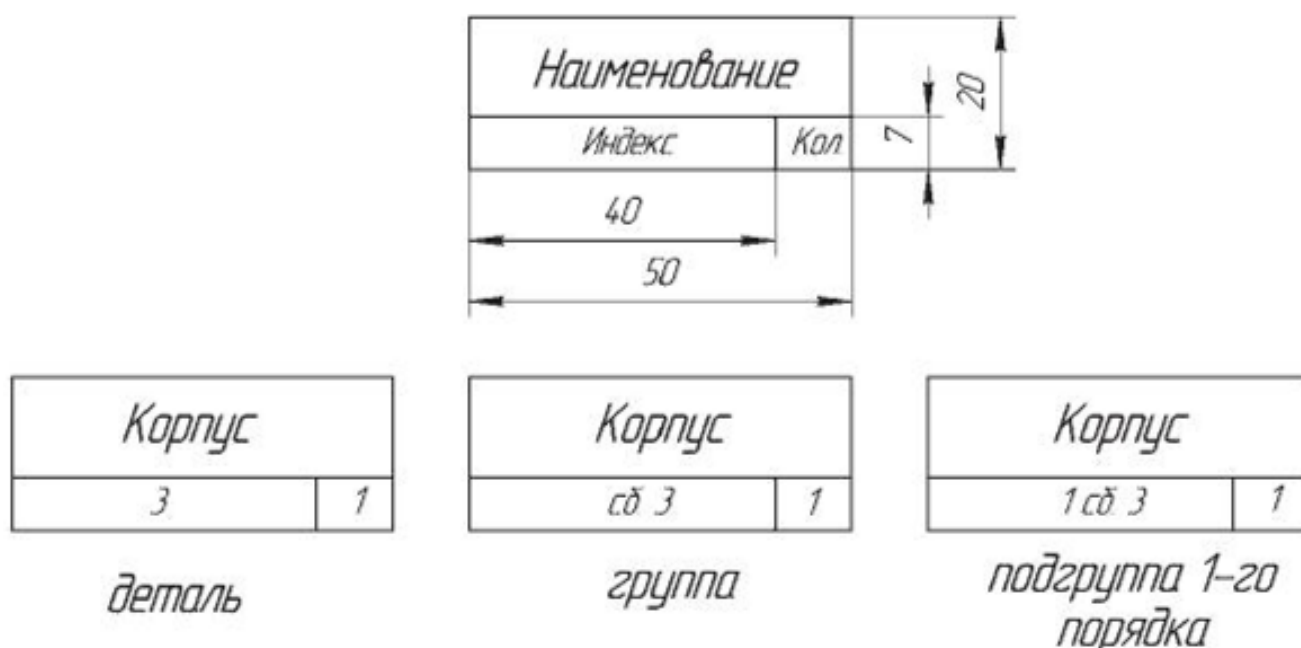 Наименование
Индекс
Кол.
20
7
40
50
Корпус
3
1
деталь
Корпус
сб. 3
1
группа
Корпус
1 сб. 3
1
подгруппа 1-го
порядка